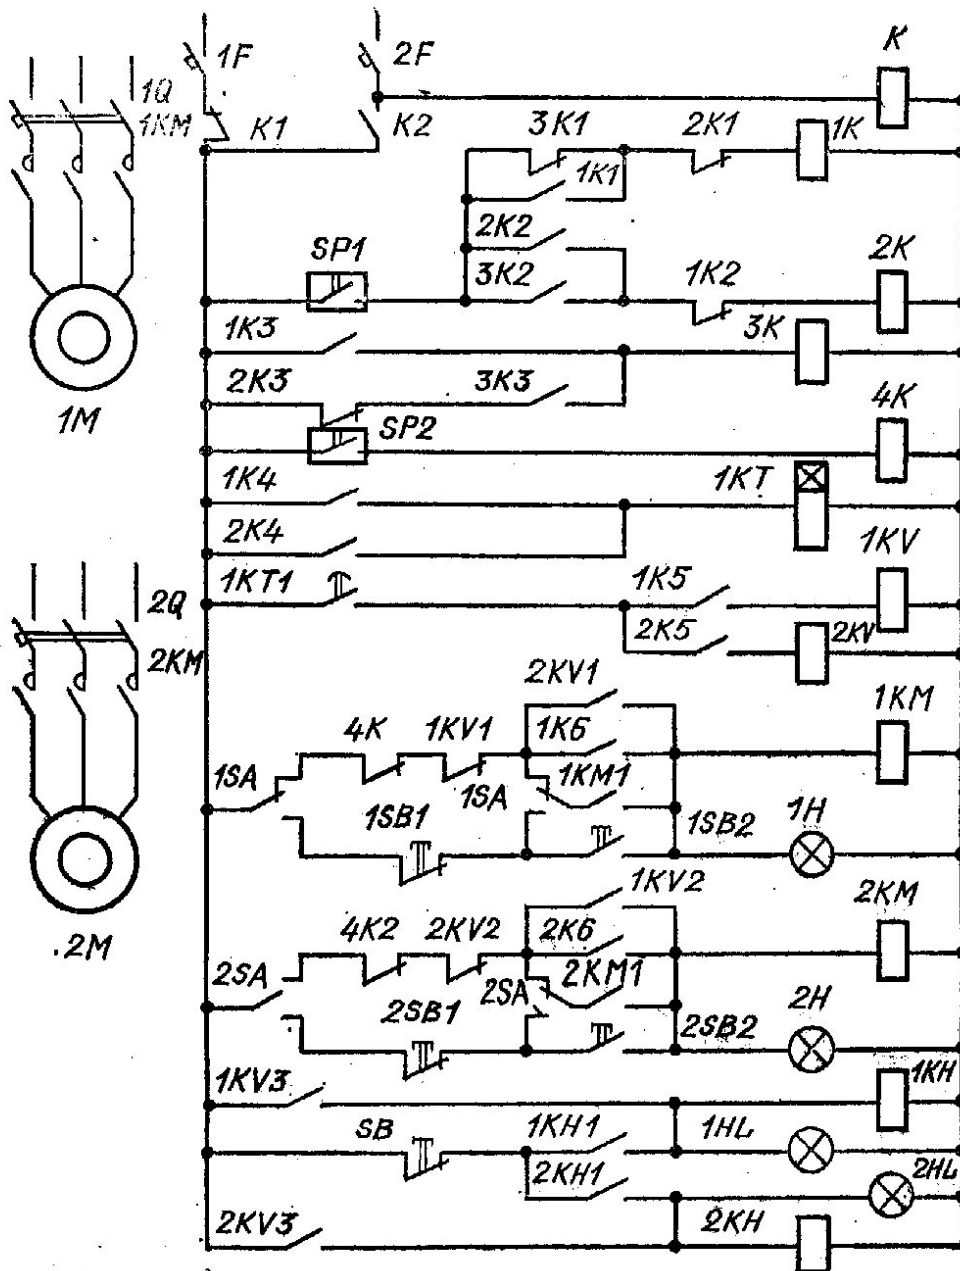 1F
2F
K
1Q
1KM
K1
K2
3K1
2K1
1K
1K1
2K2
SP1
3K2
1K2
2K
1K3
3K
2K3
3K3
1M
SP2
4K
1K4
1KT
2K4
1KV
1KT1
1K5
2Q
2K5
2KV
2KM
2KV1
1KM
4K
1KV1
1K6
1SA
1SA
1KM1
1SB1
1SB2
1H
1KV2
2KM
4K2
2KV2
2K6
.2M
2SA
2SA
2KM1
2SB1
2SB2
2H
1KV3
1KH
SB
1KH1
1HL
2KH1
2HL
2KV3
2KH